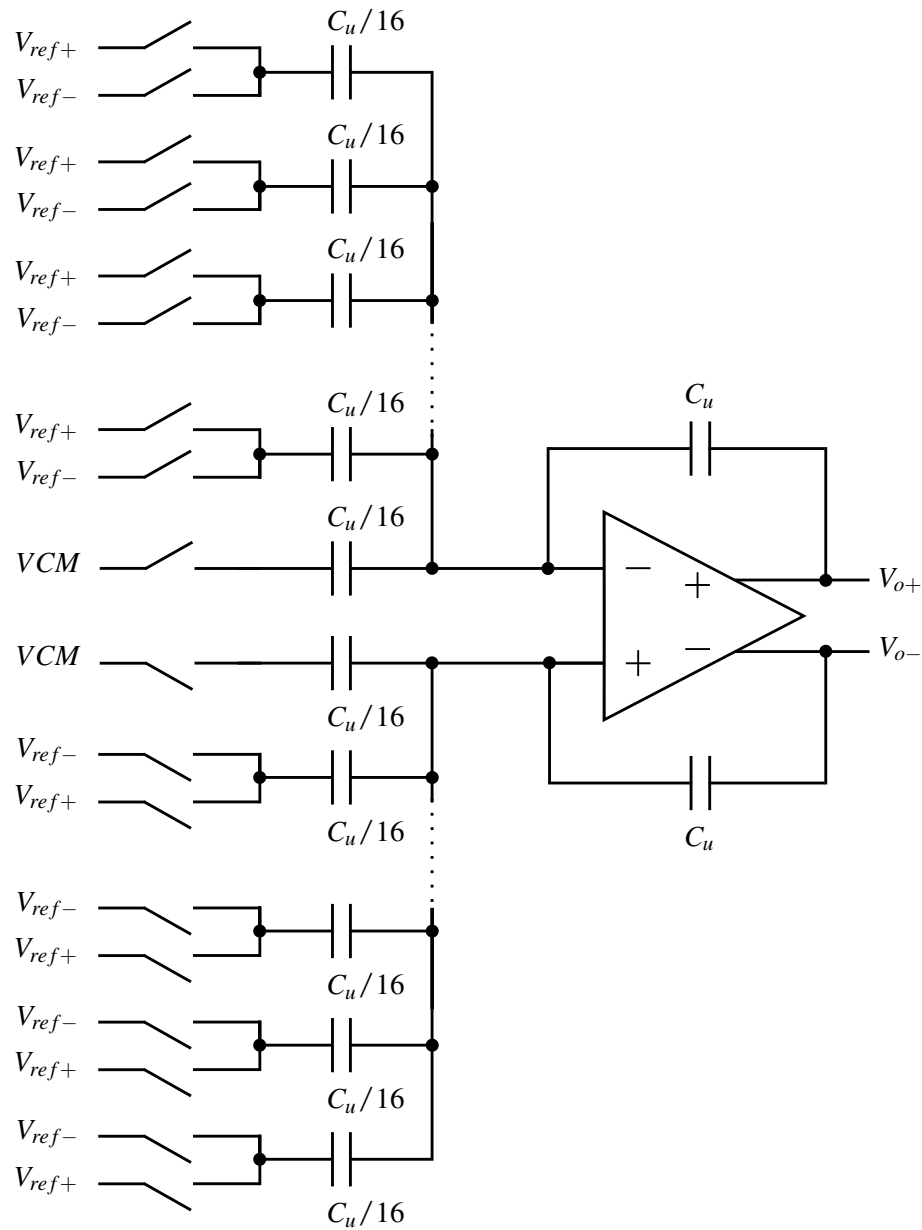 C_u/16
V_ref+
V_ref−
C_u/16
V_ref+
V_ref−
C_u/16
V_ref+
V_ref−
C_u/16
V_ref+
V_ref−
C_u/16
VCM
VCM
C_u/16
V_ref−
V_ref+
C_u/16
V_ref−
V_ref+
C_u/16
V_ref−
V_ref+
C_u/16
V_ref−
V_ref+
C_u/16
C_u
− +
+ −
V_o+
V_o−
C_u